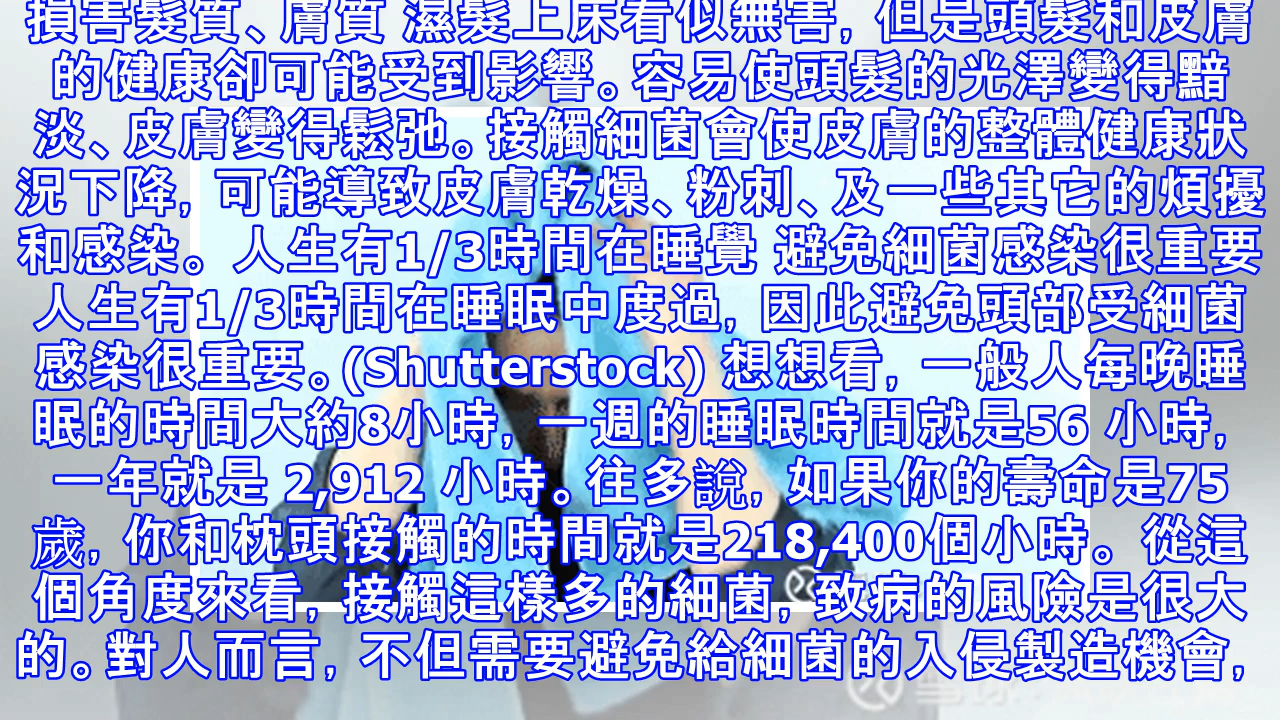 損害髮質、膚質 濕髮上床看似無害, 但是頭髮和皮膚
的健康卻可能受到影響。容易使頭髮的光澤變得黯
淡、皮膚變得鬆弛。接觸細菌會使皮膚的整體健康狀
況下降, 可能導致皮膚乾燥、粉刺、及一些其它的煩擾
和感染。人生有1/3時間在睡覺 避免細菌感染很重要
人生有1/3時間在睡眠中度過, 因此避免頭部受細菌
感染很重要。(Shutterstock) 想想看, 一般人每晚睡
眠的時間大約8小時, 一週的睡眠時間就是56 小時,
一年就是 2,912 小時。往多說, 如果你的壽命是75
歲, 你和枕頭接觸的時間就是218,400個小時。從這
個角度來看, 接觸這樣多的細菌, 致病的風險是很大
的。對人而言, 不但需要避免給細菌的入侵製造機會,